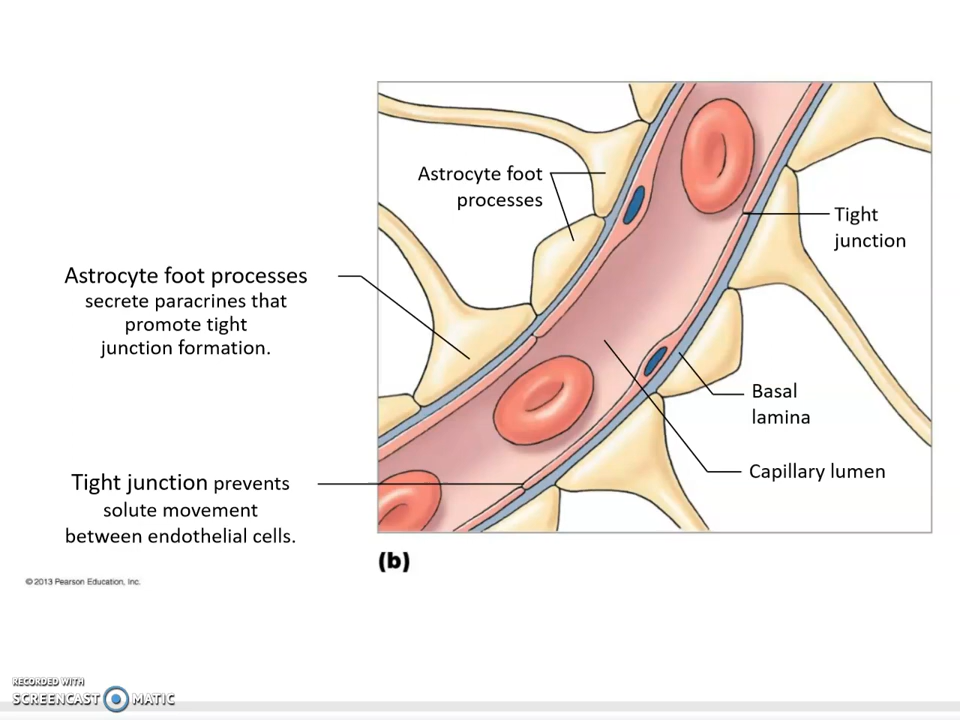 Astrocyte foot
processes
Tight
junction
Astrocyte foot processes
secrete paracrines that
promote tight
junction formation.
Basal
lamina
Capillary lumen
Tight junction prevents
solute movement
between endothelial cells.
(b)
© 2013 Pearson Education, Inc.
RECORDED WITH
SCREENCAST MATIC